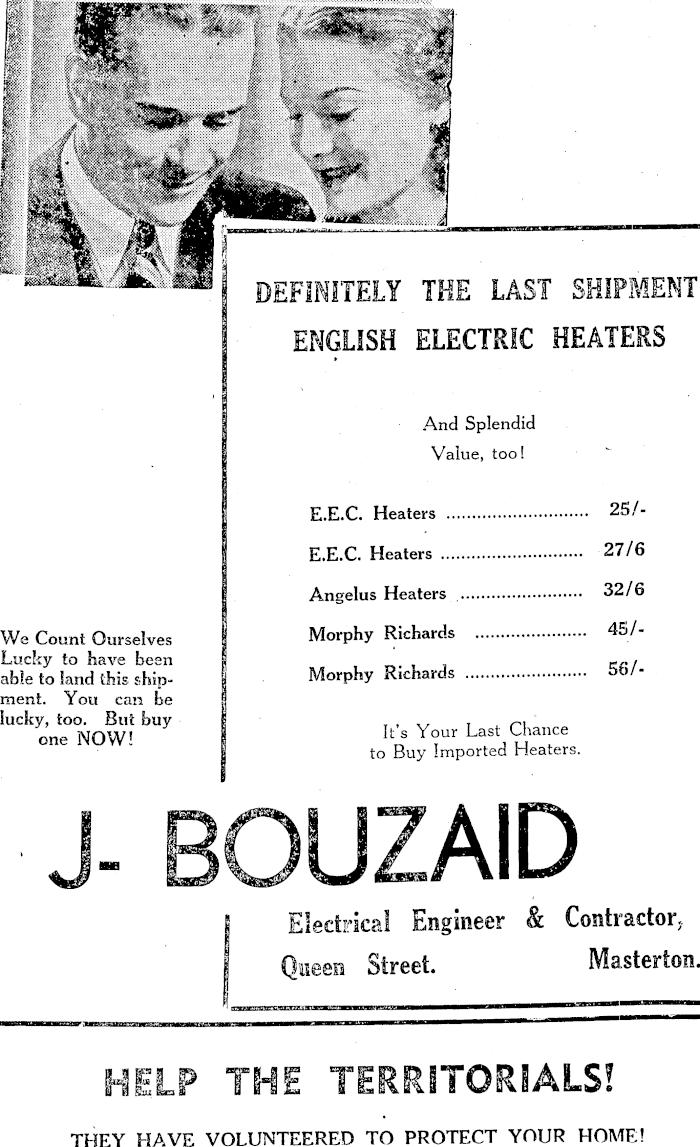 DEFINITELY THE LAST SHIPMENT
ENGLISH ELECTRIC HEATERS
And Splendid
Value, too!
E.E.C. Heaters ............................ 25/-
E.E.C. Heaters ............................ 27/6
Angelus Heaters ........................ 32/6
Morphy Richards ...................... 45/-
Morphy Richards ........................ 56/-
We Count Ourselves
Lucky to have been
able to land this ship-
ment. You can be
lucky, too. But buy
one NOW!
It's Your Last Chance
to Buy Imported Heaters.
J- BOUZAID
Electrical Engineer & Contractor,
Queen Street. Masterton.
HELP THE TERRITORIALS!
THEY HAVE VOLUNTEERED TO PROTECT YOUR HOME!